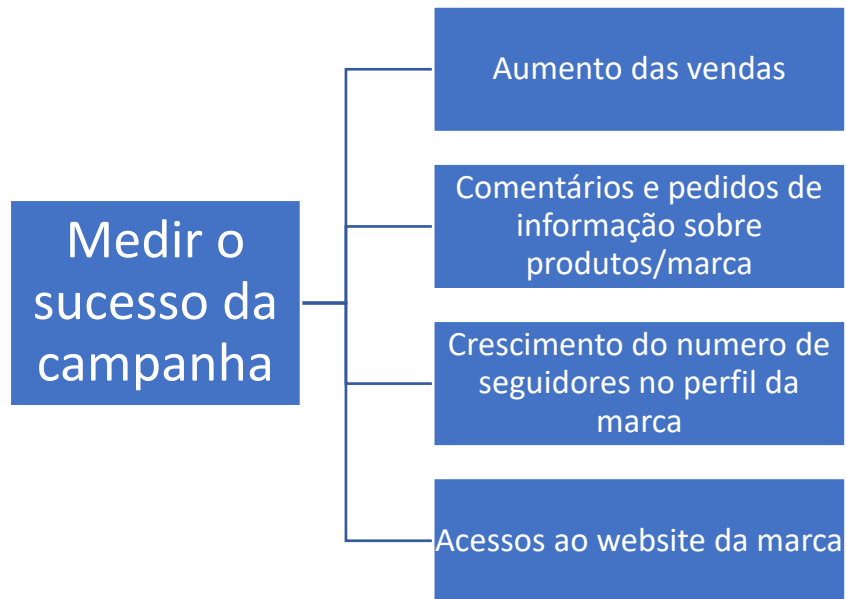 Medir o
sucesso da
campanha
Aumento das vendas
Comentários e pedidos de
informação sobre
produtos/marca
Crescimento do numero de
seguidores no perfil da
marca
Acessos ao website da marca